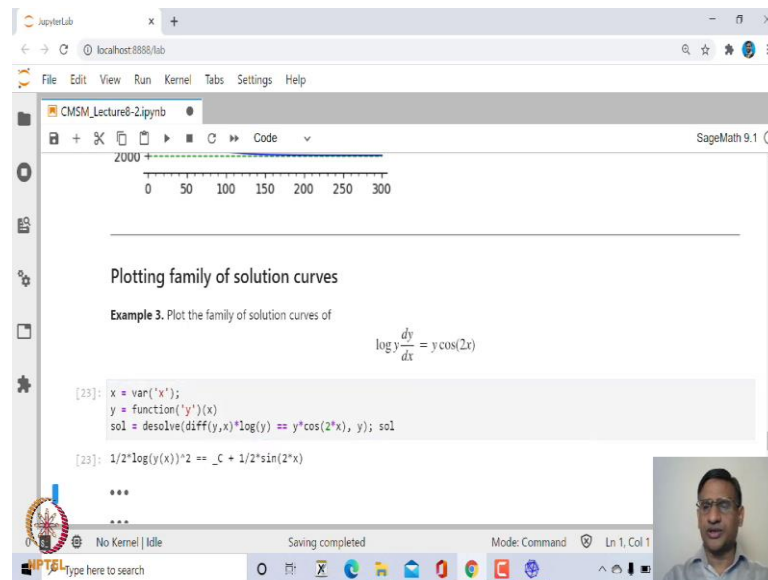 JupyterLab
localhost:8888/lab
File Edit View Run Kernel Tabs Settings Help
CMSM_Lecture8-2.ipynb
Code
SageMath 9.1
2000
0 50 100 150 200 250 300
Plotting family of solution curves
Example 3. Plot the family of solution curves of
log y dy/dx = y cos(2x)
[23]: x = var('x');
y = function('y')(x)
sol = desolve(diff(y,x)*log(y) == y*cos(2*x), y); sol
[23]: 1/2*log(y(x))^2 == _C + 1/2*sin(2*x)
No Kernel | Idle Saving completed Mode: Command Ln 1, Col 1
NPTEL
Type here to search